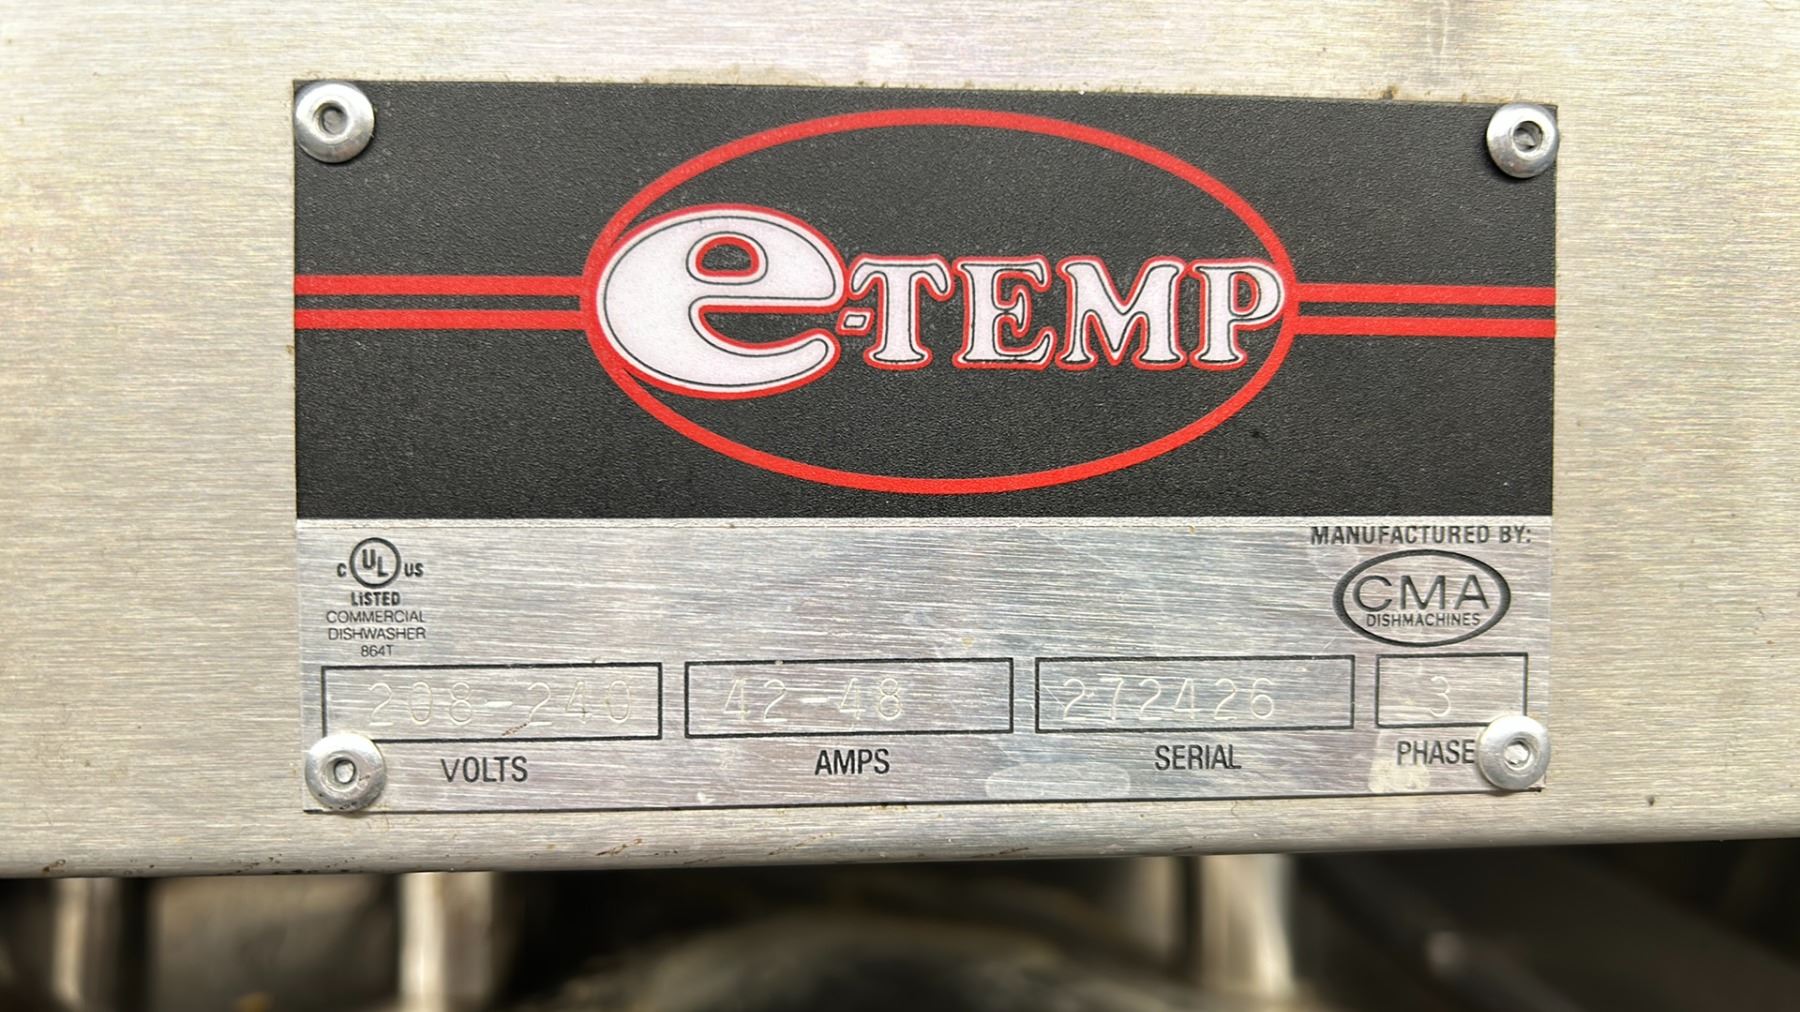 e-TEMP
MANUFACTURED BY:
C UL US
LISTED
COMMERCIAL
DISHWASHER
864T
CMA
DISHMACHINES
208-240 42-48 272426 3
VOLTS AMPS SERIAL PHASE